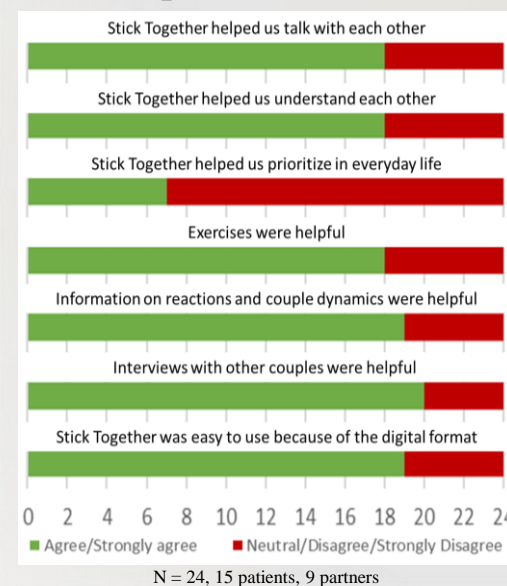 Stick Together helped us talk with each other
Stick Together helped us understand each other
Stick Together helped us prioritize in everyday life
Exercises were helpful
Information on reactions and couple dynamics were helpful
Interviews with other couples were helpful
Stick Together was easy to use because of the digital format
0 2 4 6 8 10 12 14 16 18 20 22 24
Agree/Strongly agree Neutral/Disagree/Strongly Disagree
N = 24, 15 patients, 9 partners